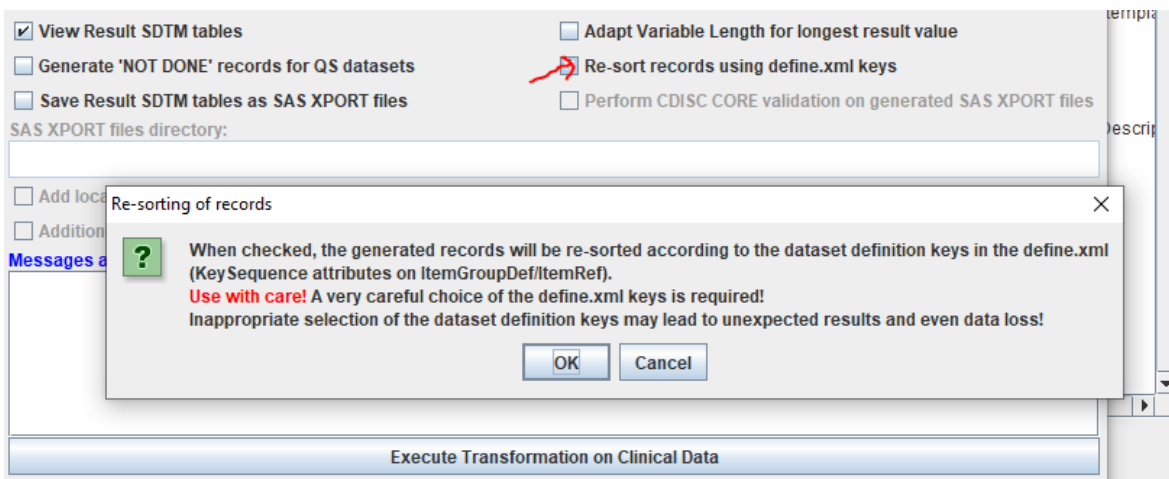 View Result SDTM tables
Adapt Variable Length for longest result value
Generate 'NOT DONE' records for QS datasets
Re-sort records using define.xml keys
Save Result SDTM tables as SAS XPORT files
Perform CDISC CORE validation on generated SAS XPORT files
SAS XPORT files directory:
Add loca
Re-sorting of records
Addition
When checked, the generated records will be re-sorted according to the dataset definition keys in the define.xml
(KeySequence attributes on ItemGroupDef/ItemRef).
Use with care! A very careful choice of the define.xml keys is required!
Inappropriate selection of the dataset definition keys may lead to unexpected results and even data loss!
Messages a
OK
Cancel
Execute Transformation on Clinical Data